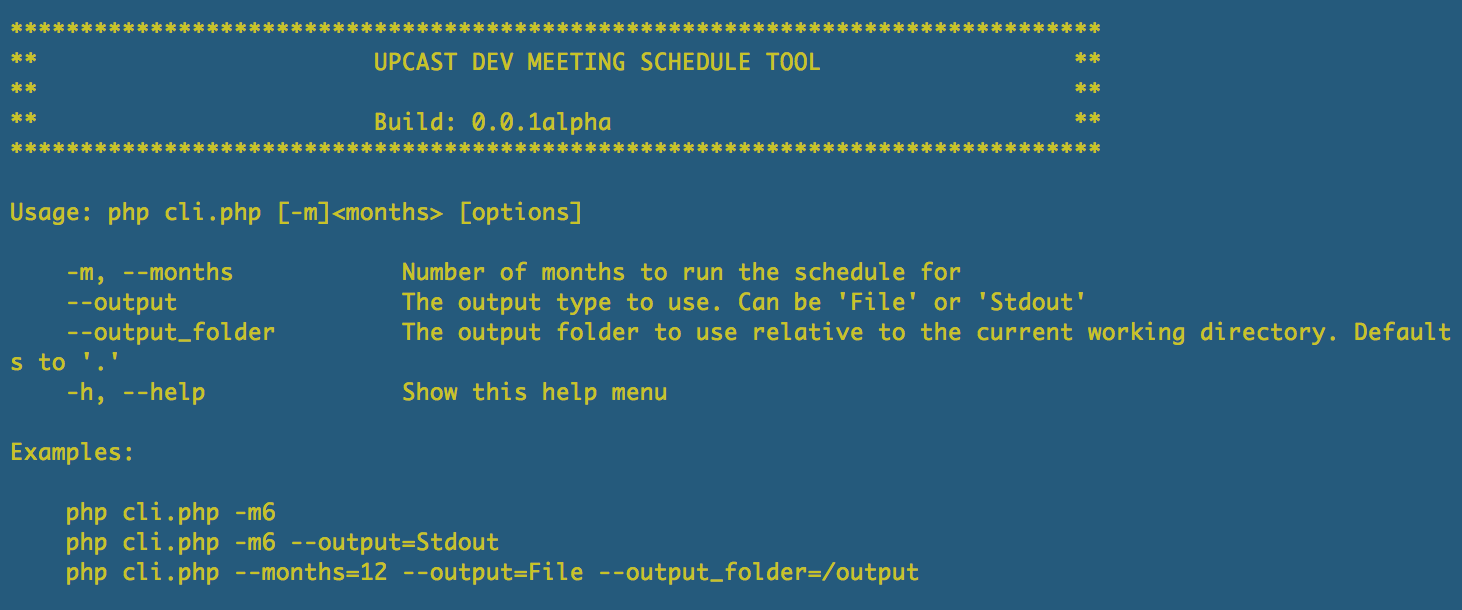 ******************************************************************************
** UPCAST DEV MEETING SCHEDULE TOOL **
** **
** Build: 0.0.1alpha **
******************************************************************************
Usage: php cli.php [-m]<months> [options]
-m, --months Number of months to run the schedule for
--output The output type to use. Can be 'File' or 'Stdout'
--output_folder The output folder to use relative to the current working directory. Default
s to '.'
-h, --help Show this help menu
Examples:
php cli.php -m6
php cli.php -m6 --output=Stdout
php cli.php --months=12 --output=File --output_folder=/output